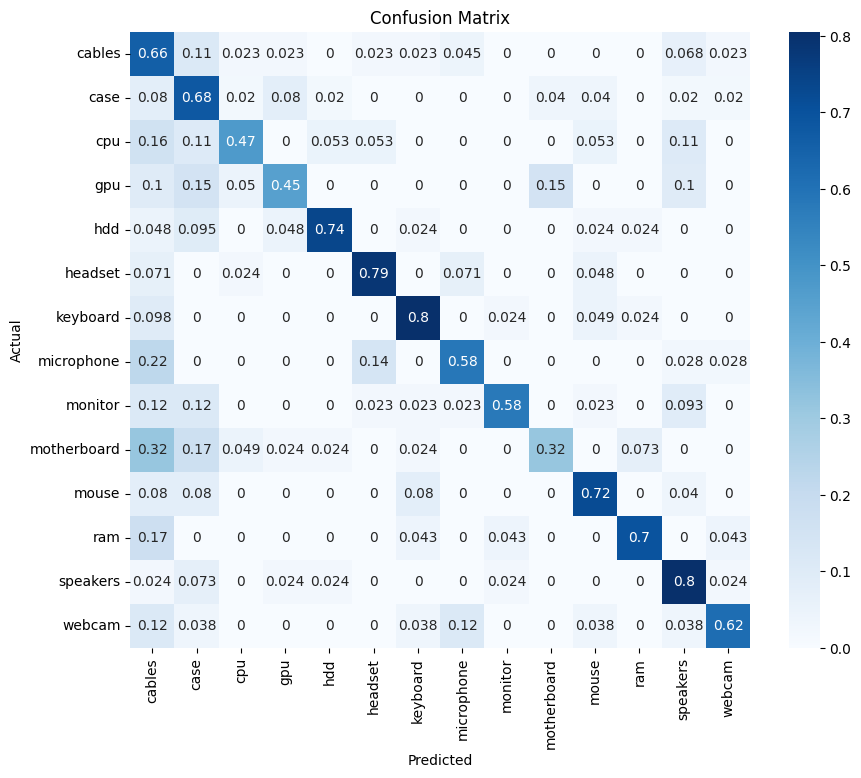 Confusion Matrix
cables 0.66 0.11 0.023 0.023 0 0.023 0.023 0.045 0 0 0 0 0.068 0.023
case 0.08 0.68 0.02 0.08 0.02 0 0 0 0 0.04 0.04 0 0.02 0.02
cpu 0.16 0.11 0.47 0 0.053 0.053 0 0 0 0 0.053 0 0.11 0
gpu 0.1 0.15 0.05 0.45 0 0 0 0 0 0.15 0 0 0.1 0
hdd 0.048 0.095 0 0.048 0.74 0 0.024 0 0 0 0.024 0.024 0 0
headset 0.071 0 0.024 0 0 0.79 0 0.071 0 0 0.048 0 0 0
keyboard 0.098 0 0 0 0 0 0.8 0 0.024 0 0.049 0.024 0 0
microphone 0.22 0 0 0 0 0.14 0 0.58 0 0 0 0 0.028 0.028
monitor 0.12 0.12 0 0 0 0.023 0.023 0.023 0.58 0 0.023 0 0.093 0
motherboard 0.32 0.17 0.049 0.024 0.024 0 0.024 0 0 0.32 0 0.073 0 0
mouse 0.08 0.08 0 0 0 0 0.08 0 0 0 0.72 0 0.04 0
ram 0.17 0 0 0 0 0 0.043 0 0.043 0 0 0.7 0 0.043
speakers 0.024 0.073 0 0.024 0.024 0 0 0 0.024 0 0 0 0.8 0.024
webcam 0.12 0.038 0 0 0 0 0.038 0.12 0 0 0.038 0 0.038 0.62
Actual
cables case cpu gpu hdd headset keyboard microphone monitor motherboard mouse ram speakers webcam
Predicted
0.8
0.7
0.6
0.5
0.4
0.3
0.2
0.1
0.0